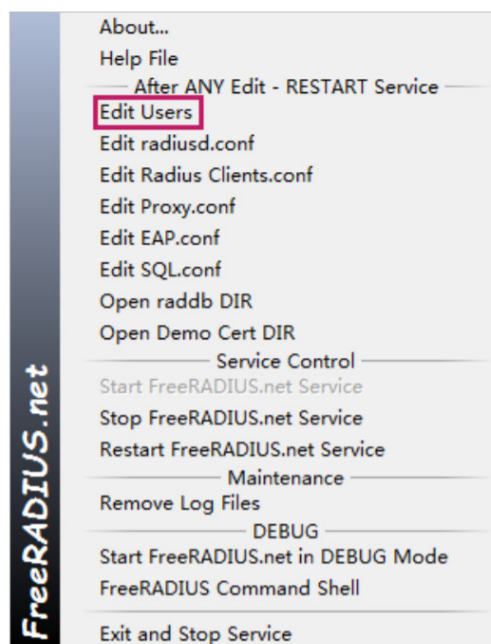 About...
Help File
After ANY Edit - RESTART Service
Edit Users
Edit radiusd.conf
Edit Radius Clients.conf
Edit Proxy.conf
Edit EAP.conf
Edit SQL.conf
Open raddb DIR
Open Demo Cert DIR
Service Control
Start FreeRADIUS.net Service
Stop FreeRADIUS.net Service
Restart FreeRADIUS.net Service
Maintenance
Remove Log Files
DEBUG
Start FreeRADIUS.net in DEBUG Mode
FreeRADIUS Command Shell
Exit and Stop Service
FreeRADIUS.net